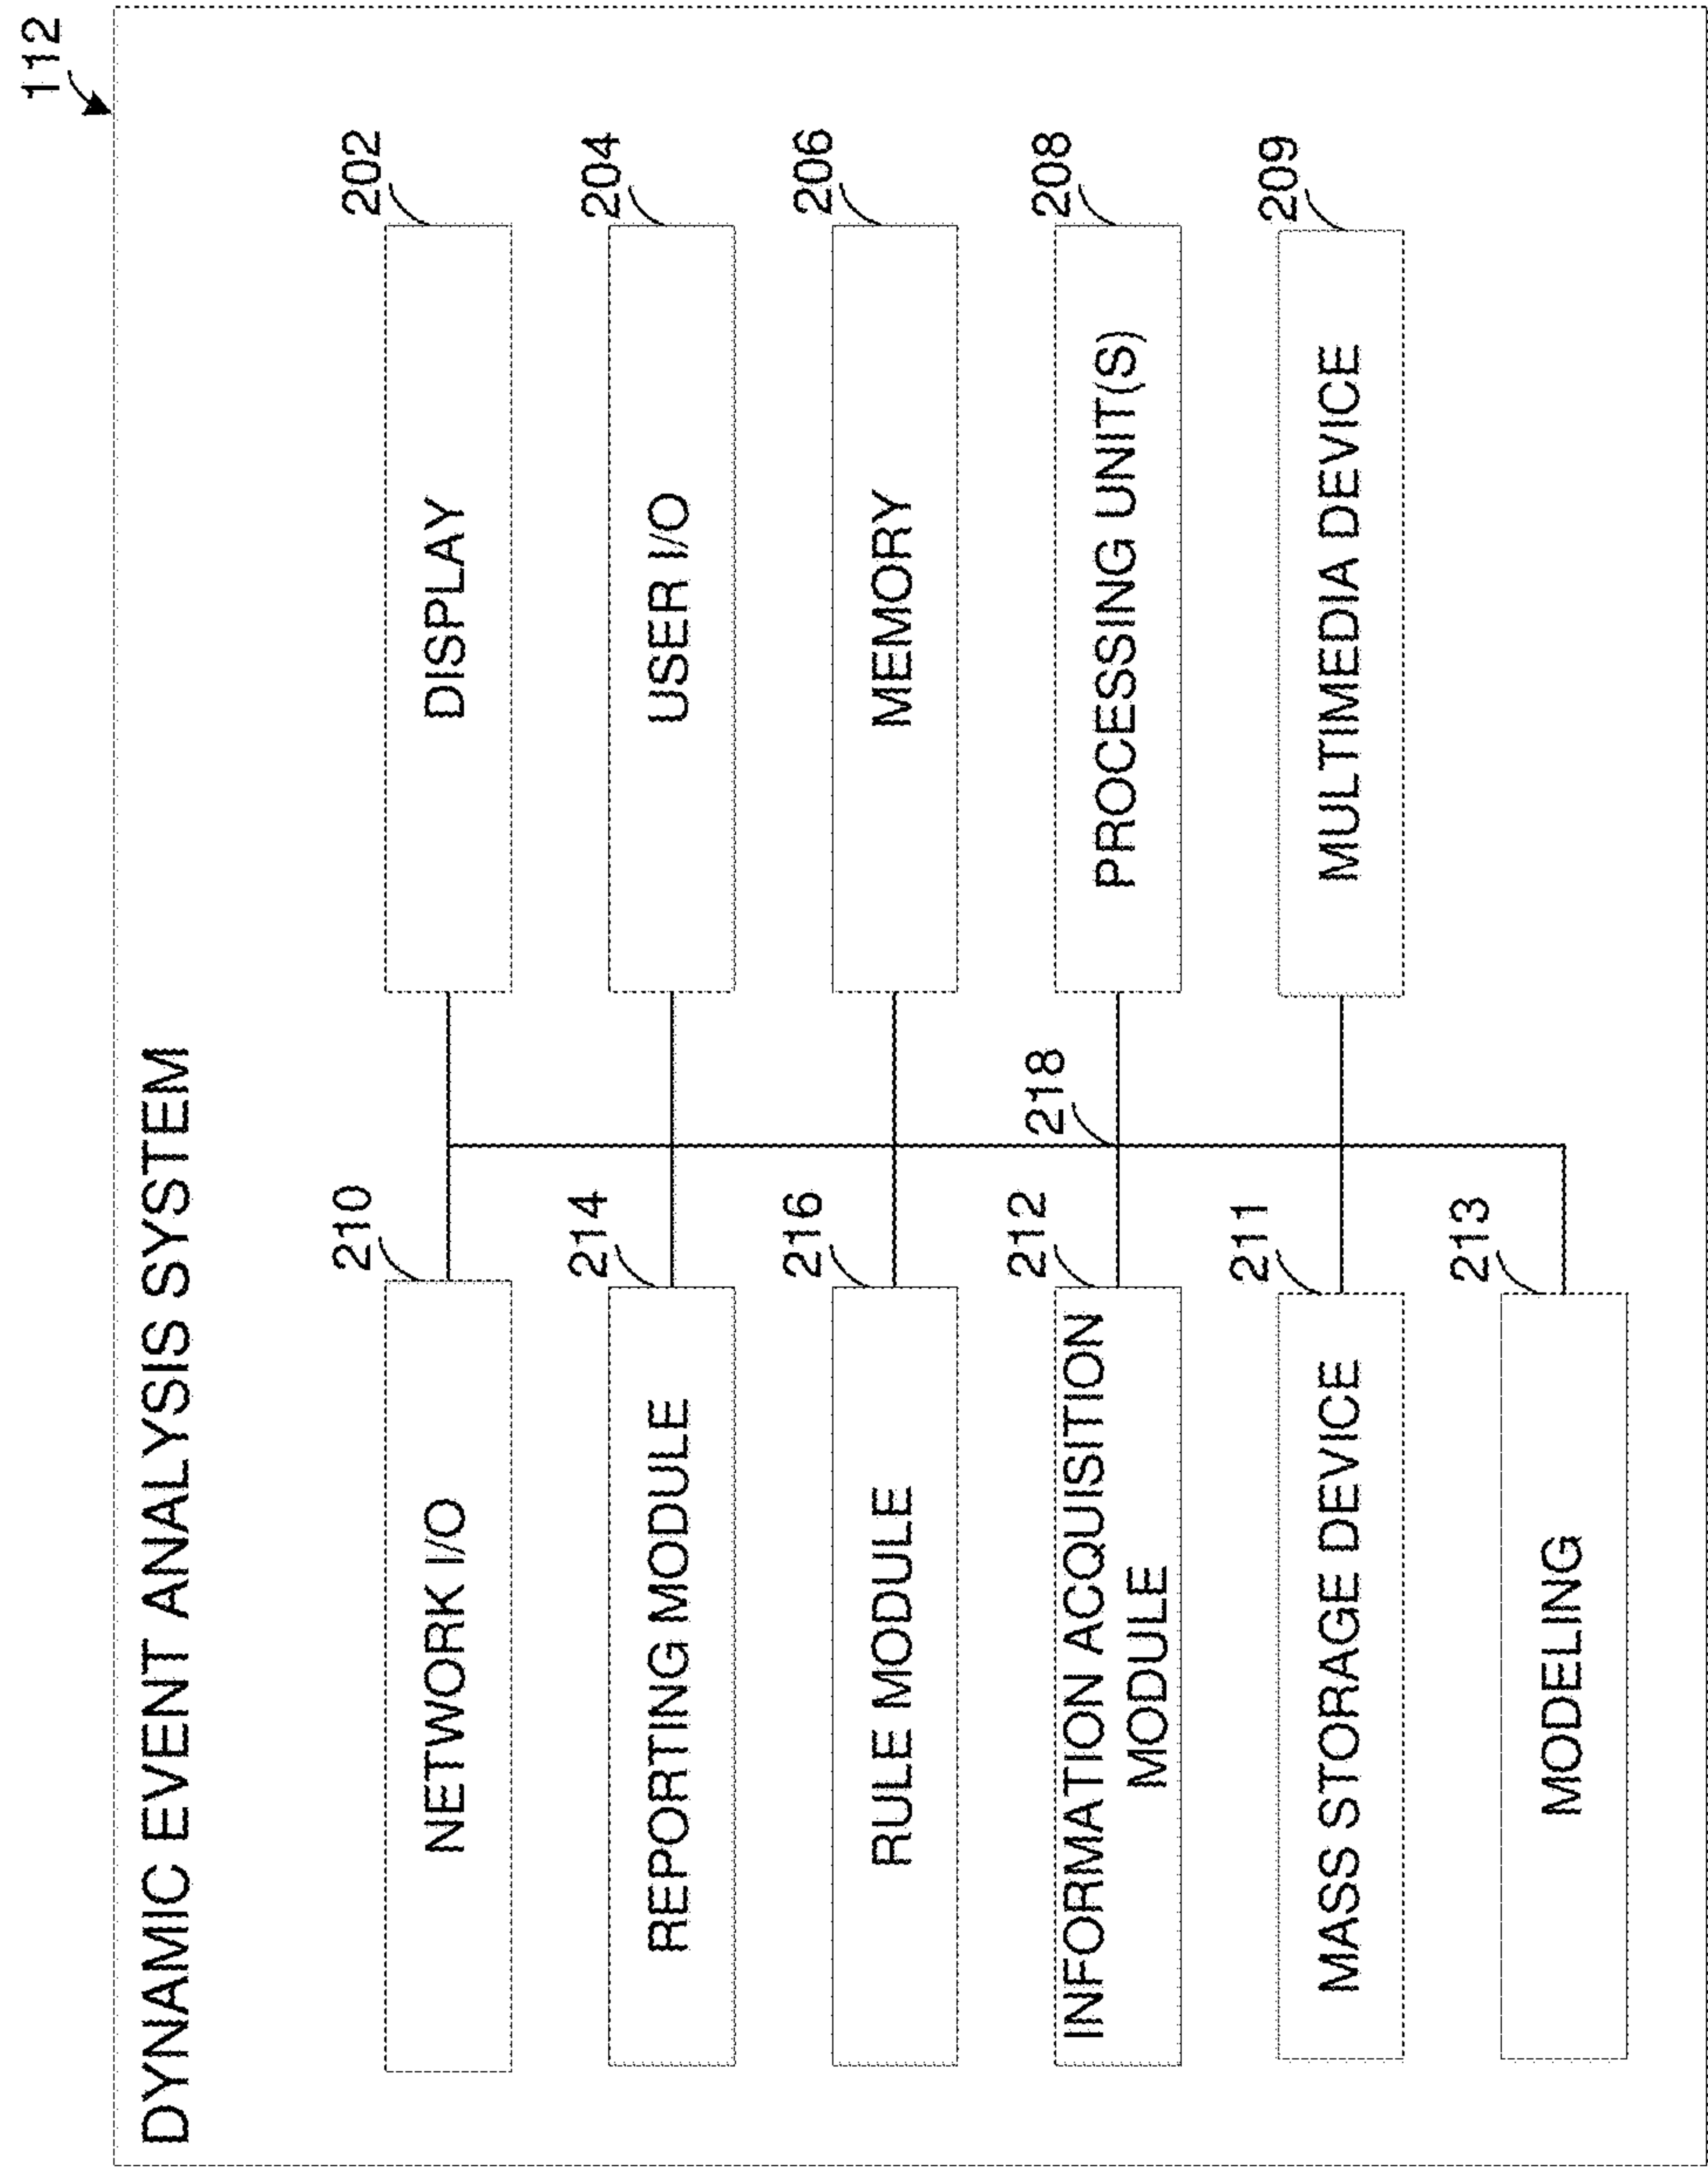 112
DYNAMIC EVENT ANALYSIS SYSTEM
210
NETWORK I/O
202
DISPLAY
214
REPORTING MODULE
204
USER I/O
216
RULE MODULE
206
MEMORY
212
INFORMATION ACQUISITION
MODULE
218
208
PROCESSING UNIT(S)
211
MASS STORAGE DEVICE
209
MULTIMEDIA DEVICE
213
MODELING